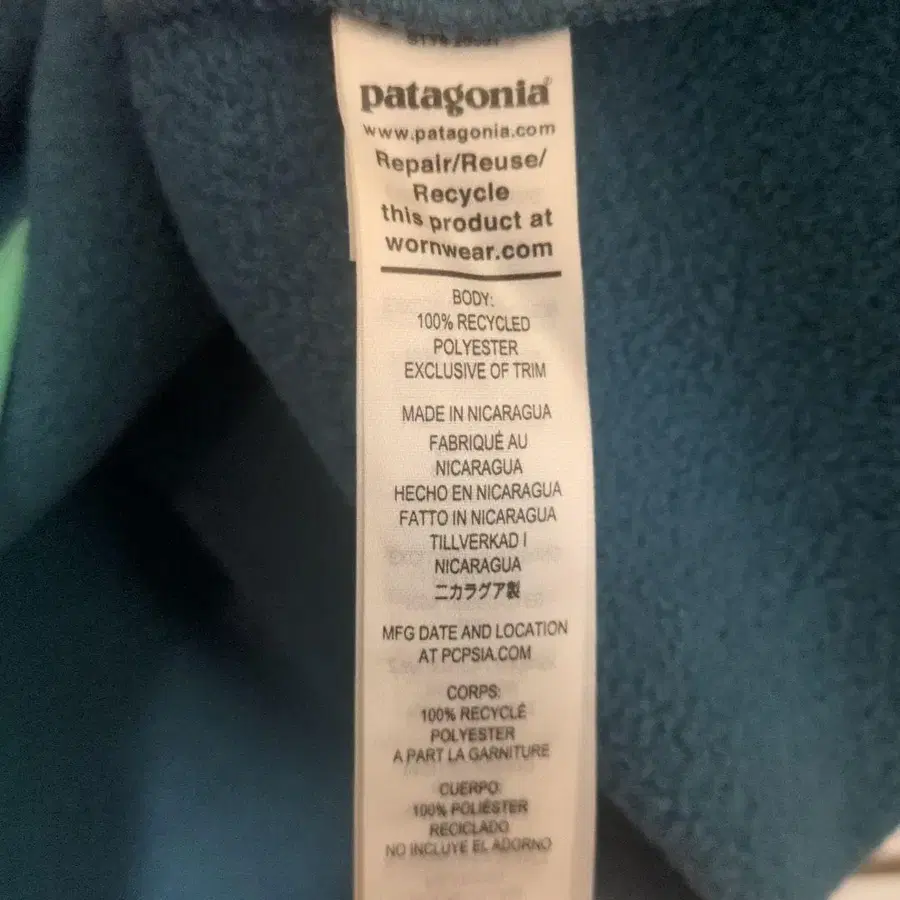 patagonia®
www.patagonia.com
Repair/Reuse/
Recycle
this product at
wornwear.com
BODY:
100% RECYCLED
POLYESTER
EXCLUSIVE OF TRIM
MADE IN NICARAGUA
FABRIQUÉ AU
NICARAGUA
HECHO EN NICARAGUA
FATTO IN NICARAGUA
TILLVERKAD I
NICARAGUA
ニカラグア製
MFG DATE AND LOCATION
AT PCPSIA.COM
CORPS:
100% RECYCLÉ
POLYESTER
A PART LA GARNITURE
CUERPO:
100% POLIÉSTER
RECICLADO
NO INCLUYE EL ADORNO